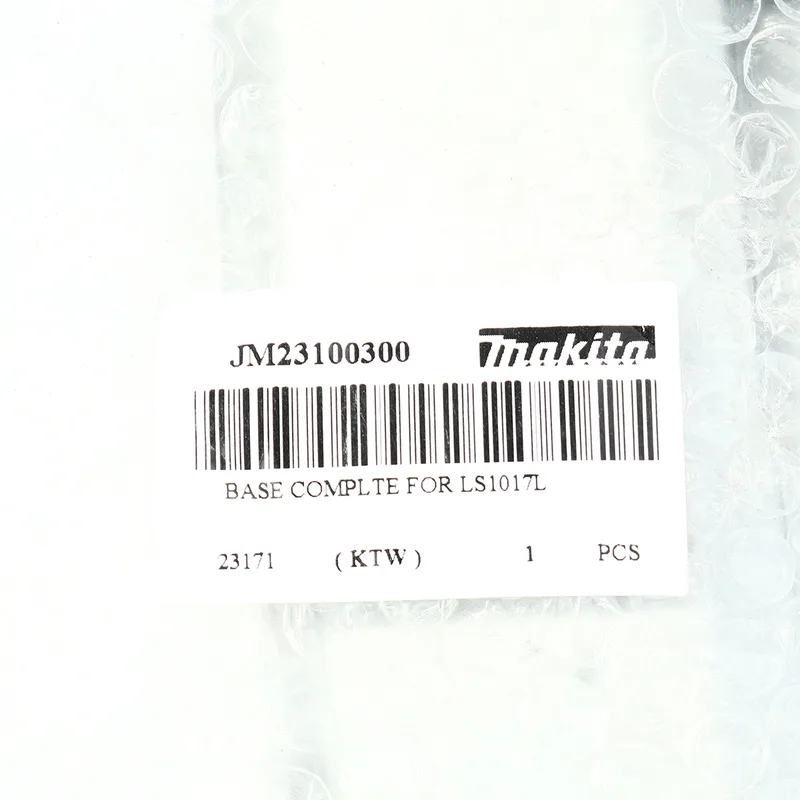 JM23100300 makita
BASE COMPLTE FOR LS1017L
23171 ( KTW ) 1 PCS